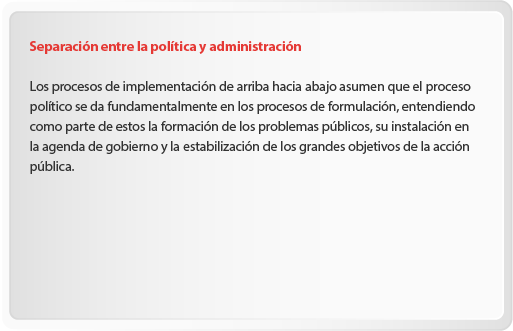 Separación entre la política y administración
Los procesos de implementación de arriba hacia abajo asumen que el proceso
político se da fundamentalmente en los procesos de formulación, entendiendo
como parte de estos la formación de los problemas públicos, su instalación en
la agenda de gobierno y la estabilización de los grandes objetivos de la acción
pública.